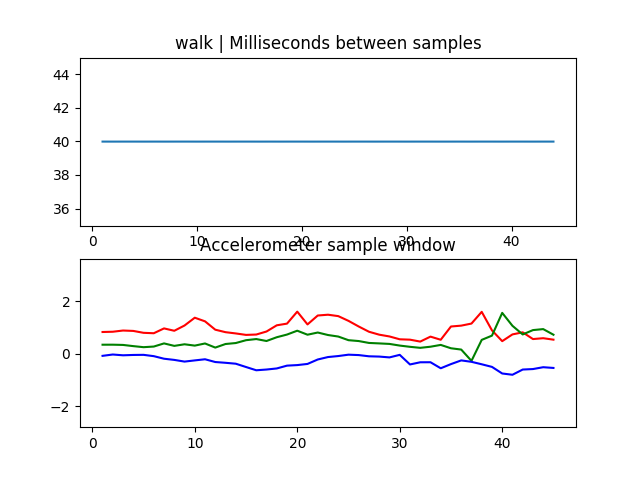 walk | Milliseconds between samples
44
42
40
38
36
0 10 20 30 40
Accelerometer sample window
2
0
−2
0 10 20 30 40